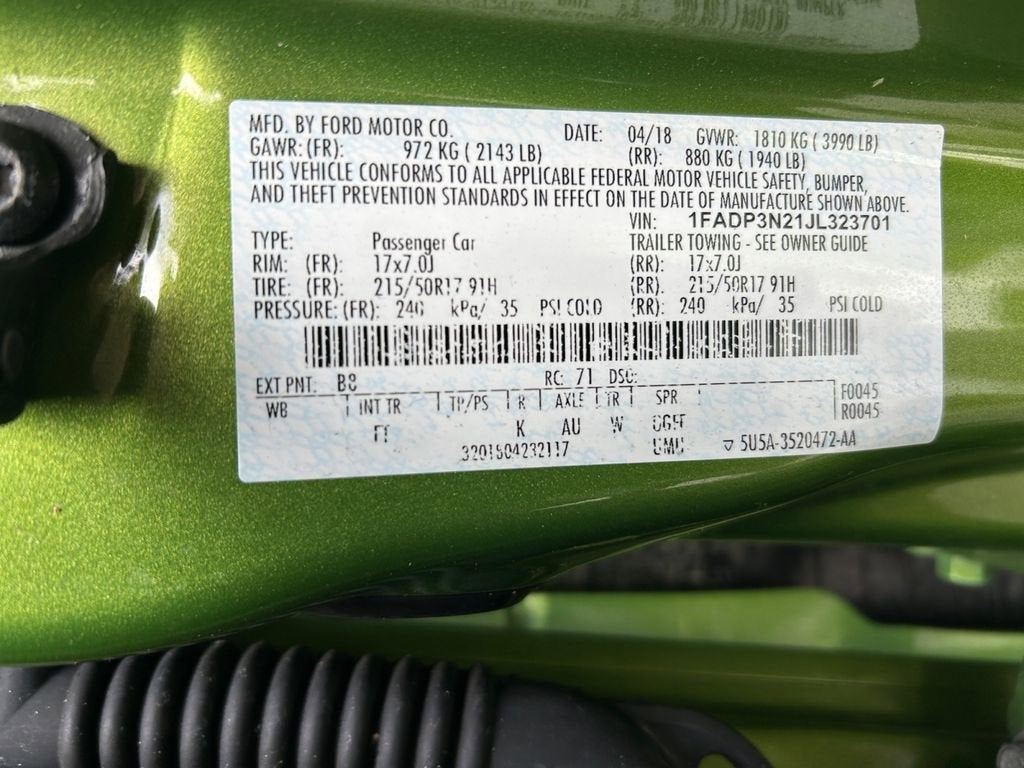 MFD. BY FORD MOTOR CO. DATE: 04/18 GVWR: 1810 KG ( 3990 LB)
GAWR: (FR): 972 KG ( 2143 LB) (RR): 880 KG ( 1940 LB)
THIS VEHICLE CONFORMS TO ALL APPLICABLE FEDERAL MOTOR VEHICLE SAFETY, BUMPER,
AND THEFT PREVENTION STANDARDS IN EFFECT ON THE DATE OF MANUFACTURE SHOWN ABOVE.
VIN: 1FADP3N21JL323701
TYPE: Passenger Car TRAILER TOWING - SEE OWNER GUIDE
RIM: (FR): 17x7.0J (RR): 17x7.0J
TIRE: (FR): 215/50R17 91H (RR): 215/50R17 91H
PRESSURE: (FR): 240 kPa/ 35 PSI COLD (RR): 240 kPa/ 35 PSI COLD
EXT PNT: RC: 71 DSO:
WB INT TR TP/PS R AXLE TR SPR F0045
K AU W R0045
5U5A-3520472-AA